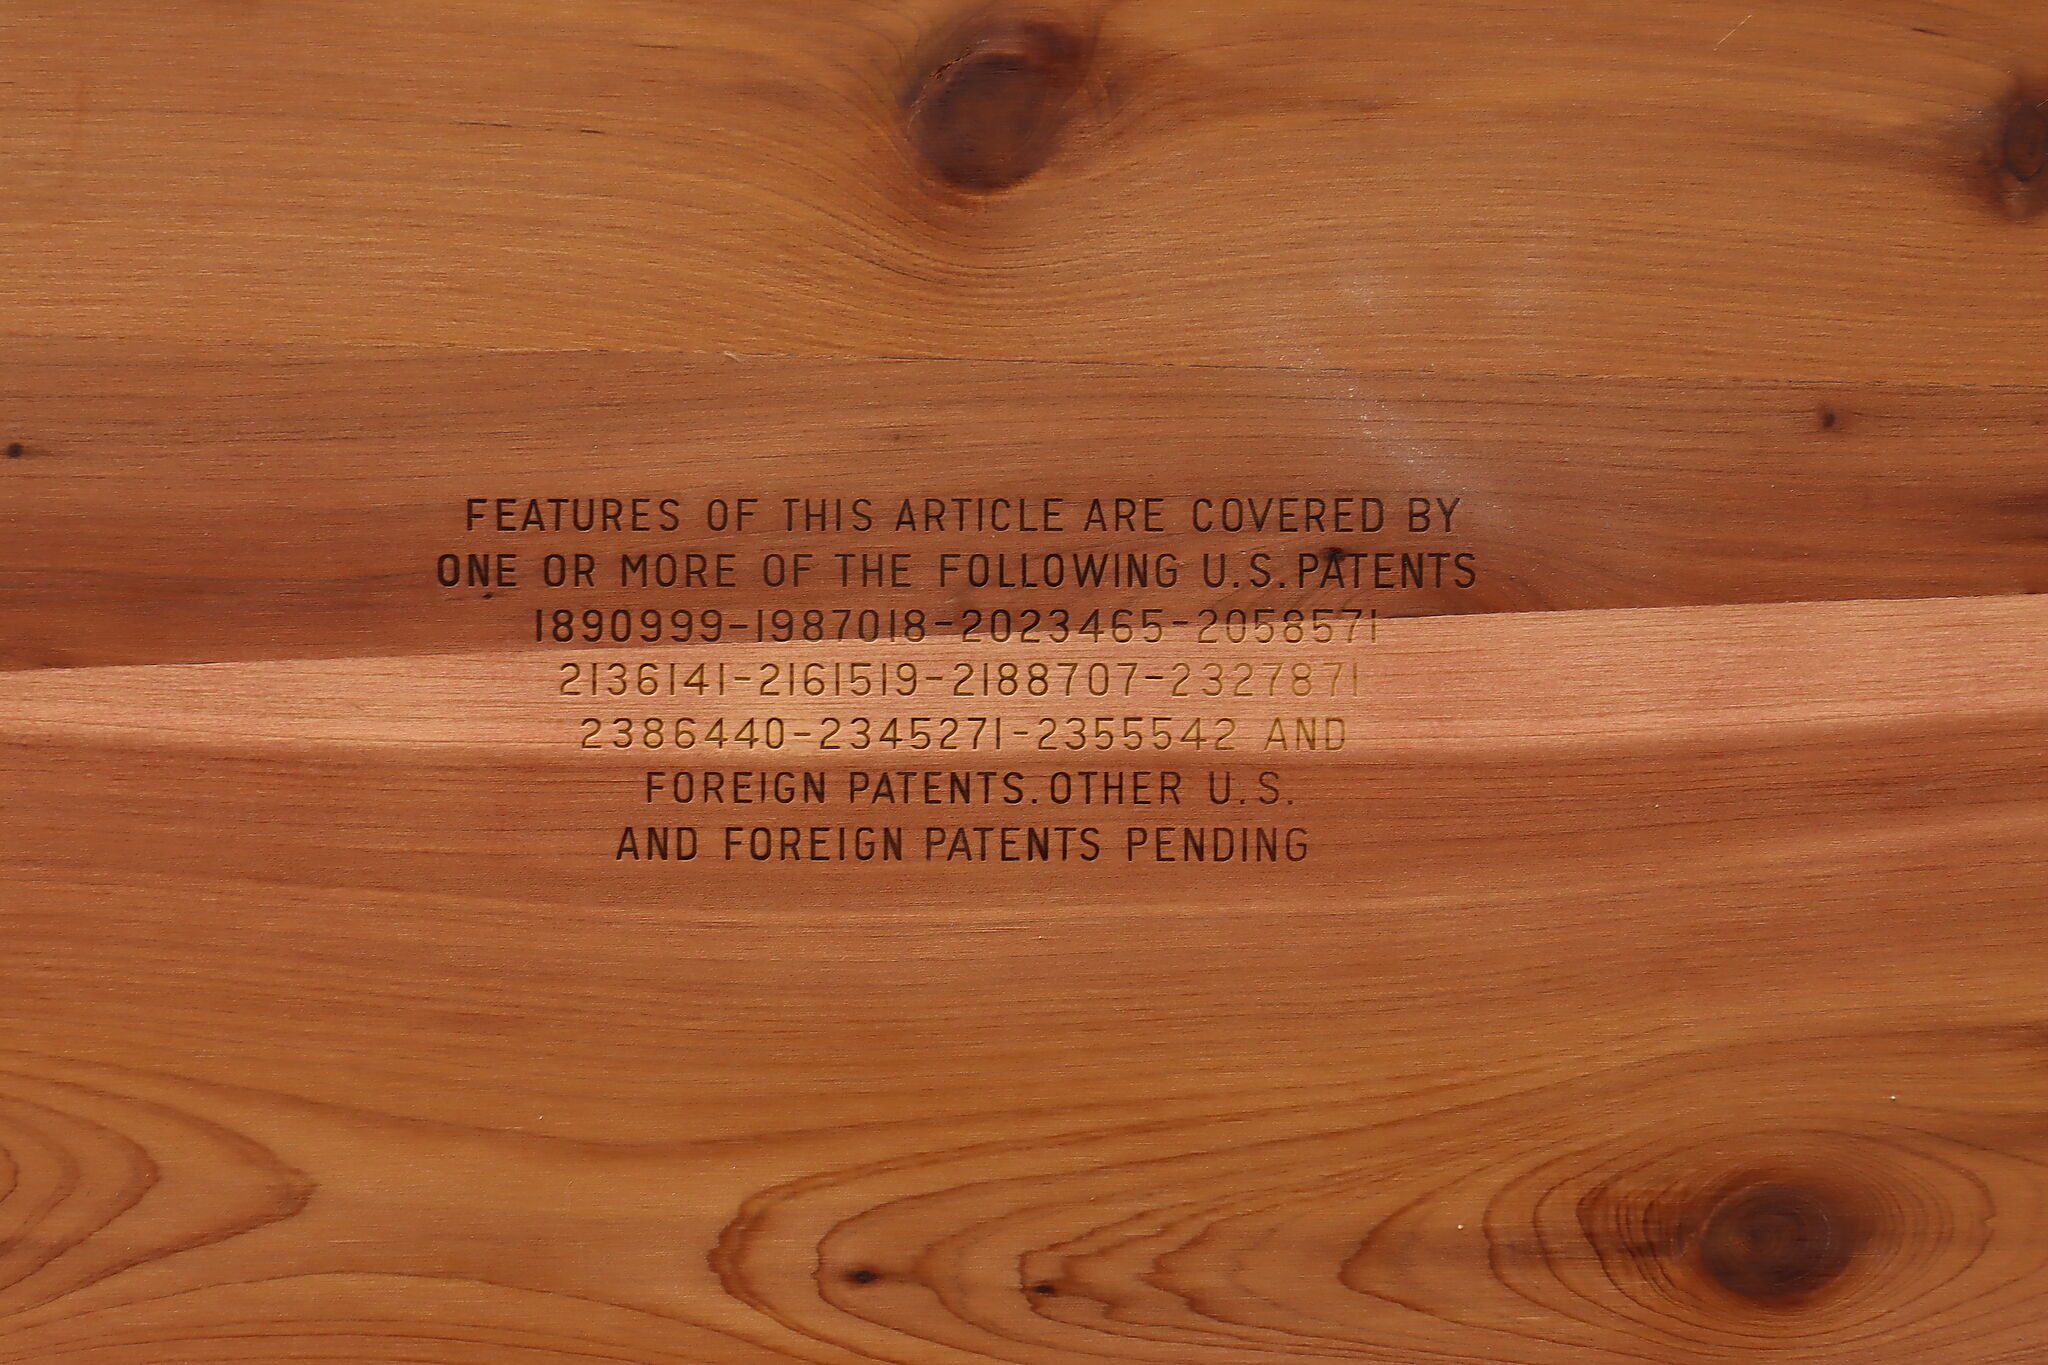 FEATURES OF THIS ARTICLE ARE COVERED BY
ONE OR MORE OF THE FOLLOWING U.S. PATENTS
1890999-1987018-2023465-2058571
2136141-2161519-2188707-2327871
2386440-2345271-2355542 AND
FOREIGN PATENTS. OTHER U.S.
AND FOREIGN PATENTS PENDING